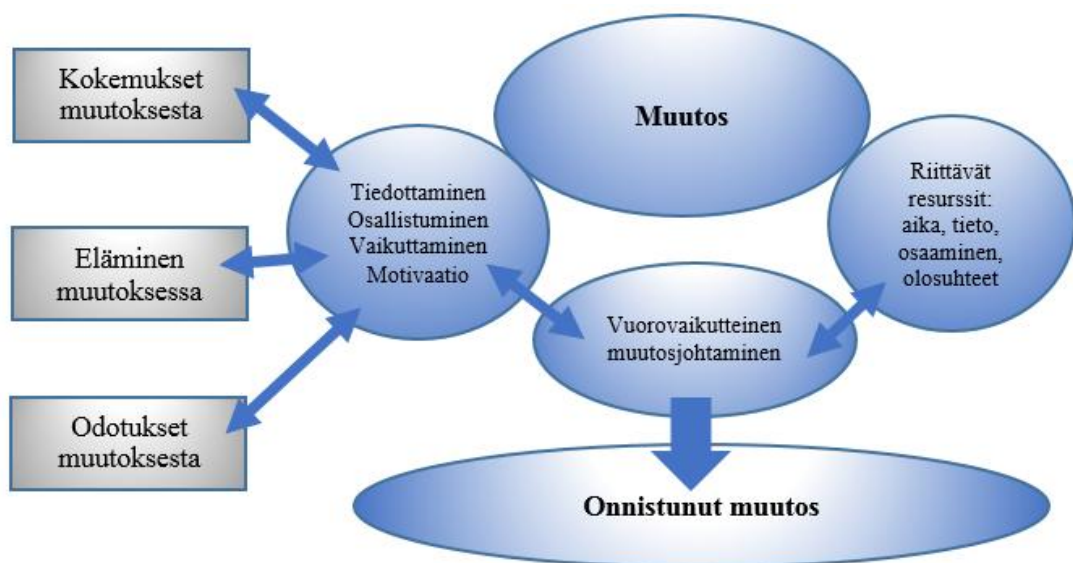 Kokemukset
muutoksesta
Eläminen
muutoksessa
Odotukset
muutoksesta
Tiedottaminen
Osallistuminen
Vaikuttaminen
Motivaatio
Muutos
Riittävät
resurssit:
aika, tieto,
osaaminen,
olosuhteet
Vuorovaikutteinen
muutosjohtaminen
Onnistunut muutos